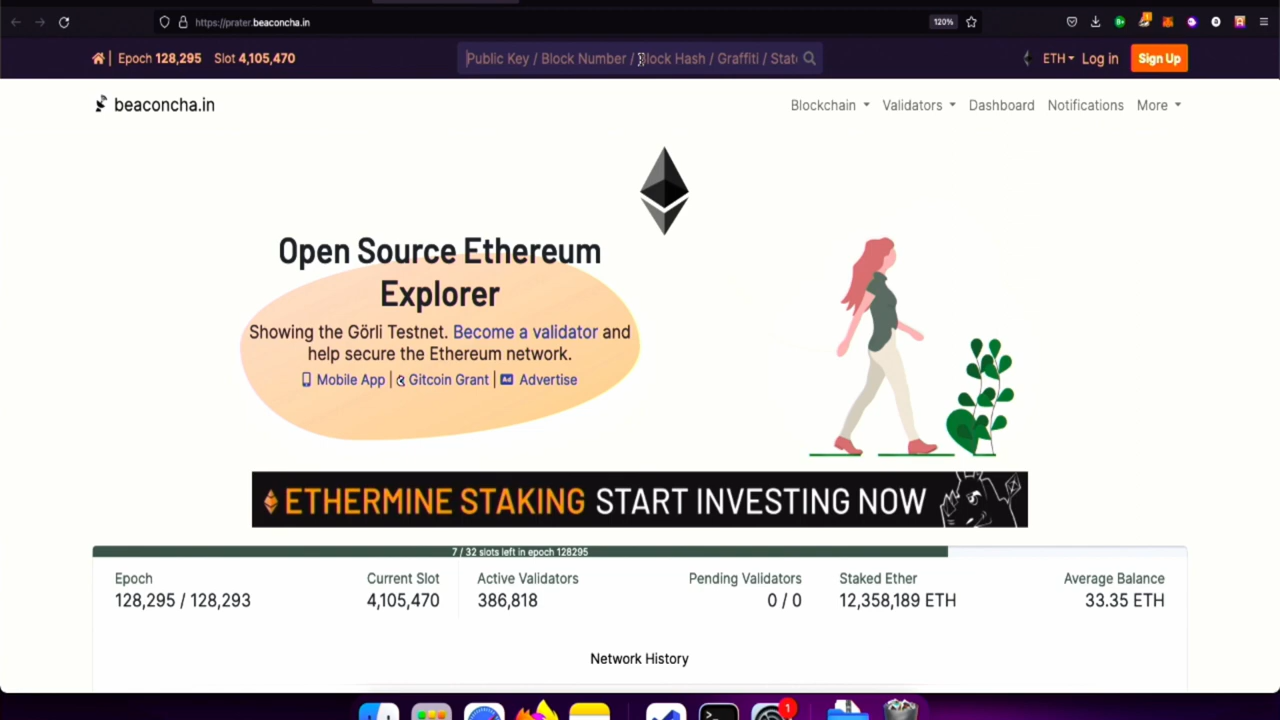 https://prater.beaconcha.in
120%
Epoch 128,295 Slot 4,105,470
Public Key / Block Number / Block Hash / Graffiti / State
ETH Log in Sign Up
beaconcha.in
Blockchain Validators Dashboard Notifications More
Open Source Ethereum
Explorer
Showing the Görli Testnet. Become a validator and
help secure the Ethereum network.
Mobile App | Gitcoin Grant | Ad Advertise
ETHERMINE STAKING START INVESTING NOW
7 / 32 slots left in epoch 128295
Epoch Current Slot Active Validators Pending Validators Staked Ether Average Balance
128,295 / 128,293 4,105,470 386,818 0 / 0 12,358,189 ETH 33.35 ETH
Network History
1